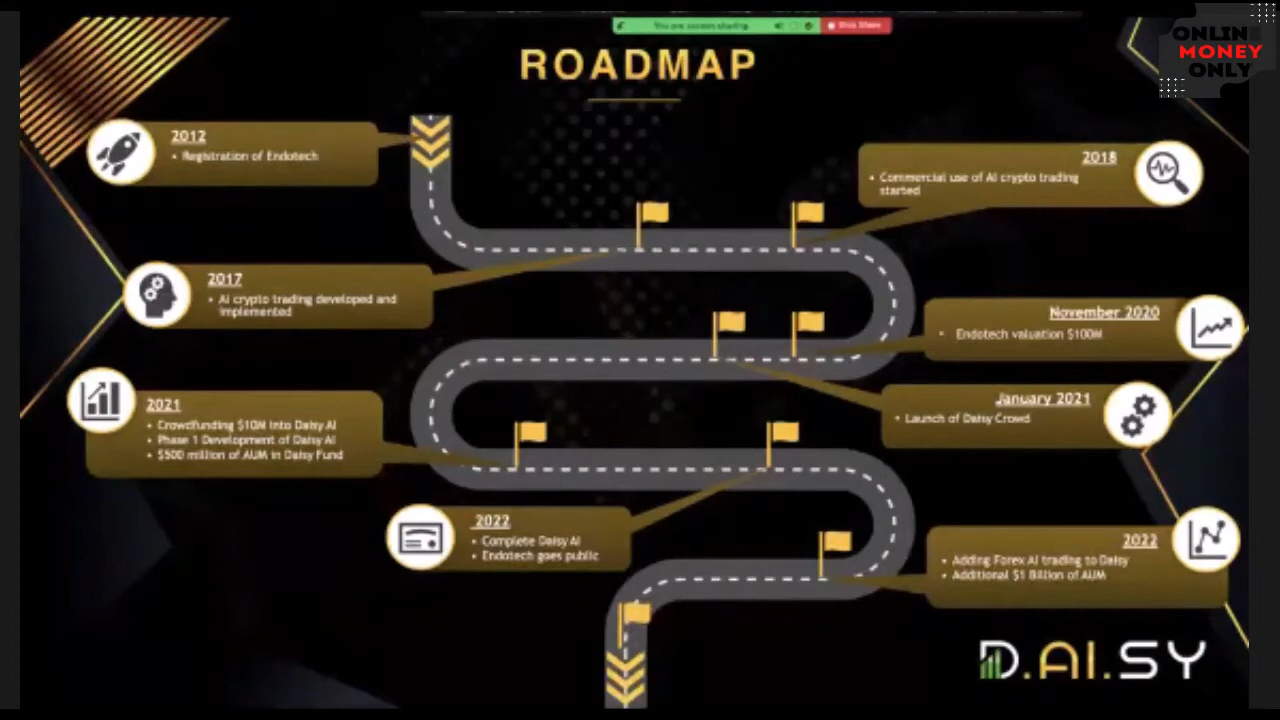 You are screen sharing
Stop Share
ONLINE
MONEY
ONLY
ROADMAP
2012
• Registration of Endotech
2018
• Commercial use of AI crypto trading
started
2017
• AI crypto trading developed and
implemented
November 2020
• Endotech valuation $100M
January 2021
• Launch of Daisy Crowd
2021
• Crowdfunding $10M into Daisy AI
• Phase 1 Development of Daisy AI
• $500 million of AUM in Daisy Fund
2022
• Complete Daisy AI
• Endotech goes public
2022
• Adding Forex AI trading to Daisy
• Additional $1 Billion of AUM
D.AI.SY